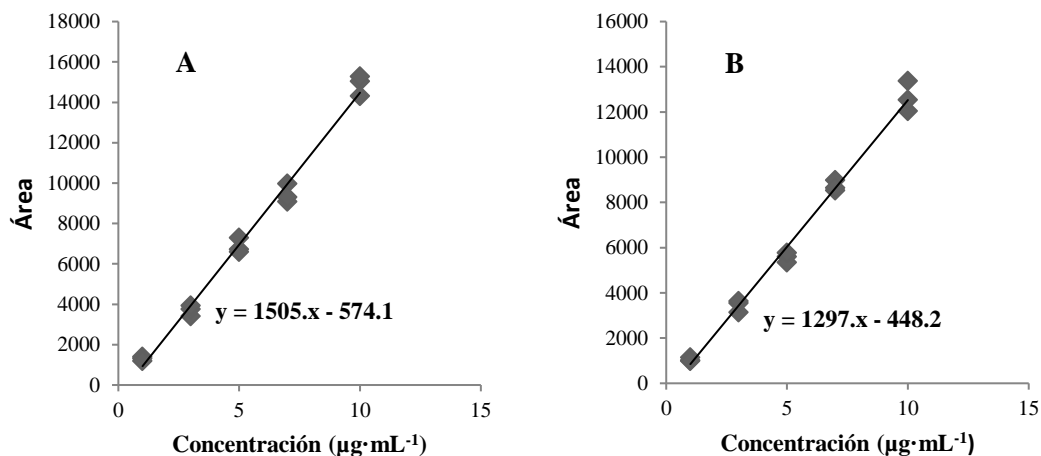 A
Área
18000
16000
14000
12000
10000
8000
6000
4000
2000
0
y = 1505.x - 574.1
0 5 10 15
Concentración (µg·mL-1)
B
Área
16000
14000
12000
10000
8000
6000
4000
2000
0
y = 1297.x - 448.2
0 5 10 15
Concentración (µg·mL-1)